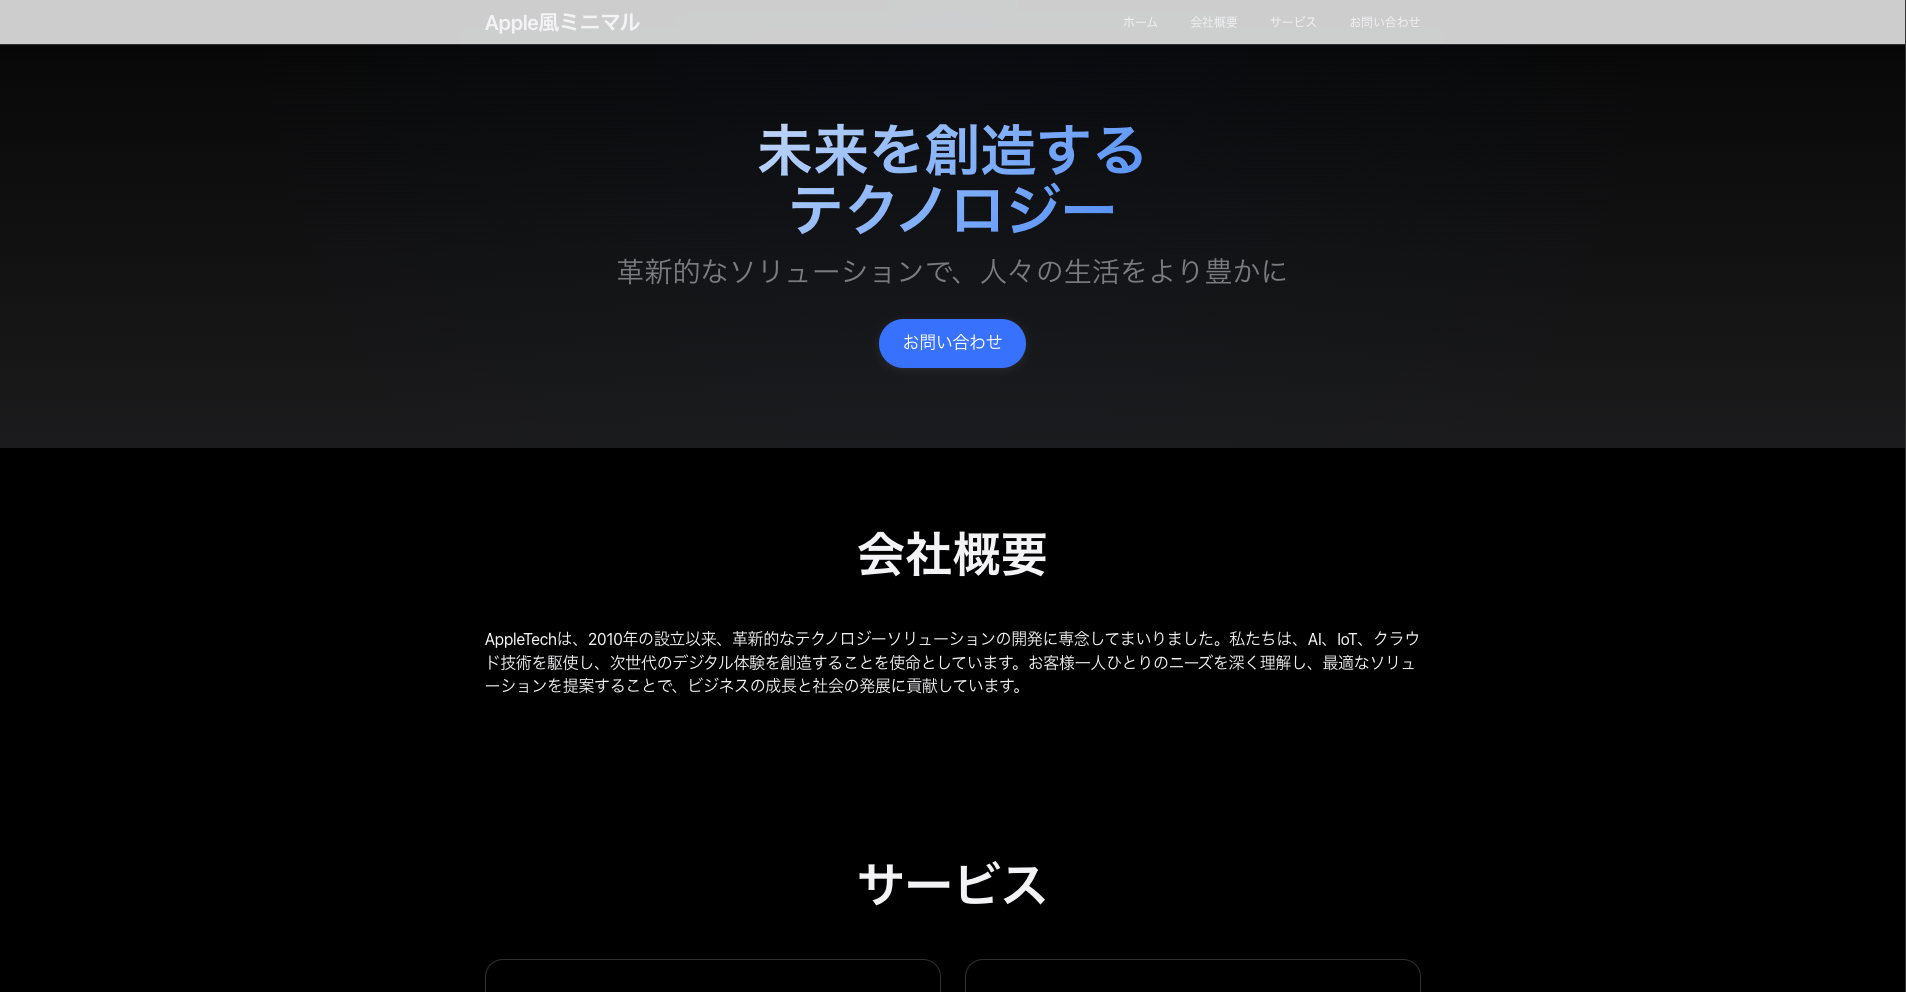 Apple風ミニマル
ホーム 会社概要 サービス お問い合わせ
未来を創造する
テクノロジー
革新的なソリューションで、人々の生活をより豊かに
お問い合わせ
会社概要
AppleTechは、2010年の設立以来、革新的なテクノロジーソリューションの開発に専念してまいりました。私たちは、AI、IoT、クラウ
ド技術を駆使し、次世代のデジタル体験を創造することを使命としています。お客様一人ひとりのニーズを深く理解し、最適なソリュ
ーションを提案することで、ビジネスの成長と社会の発展に貢献しています。
サービス